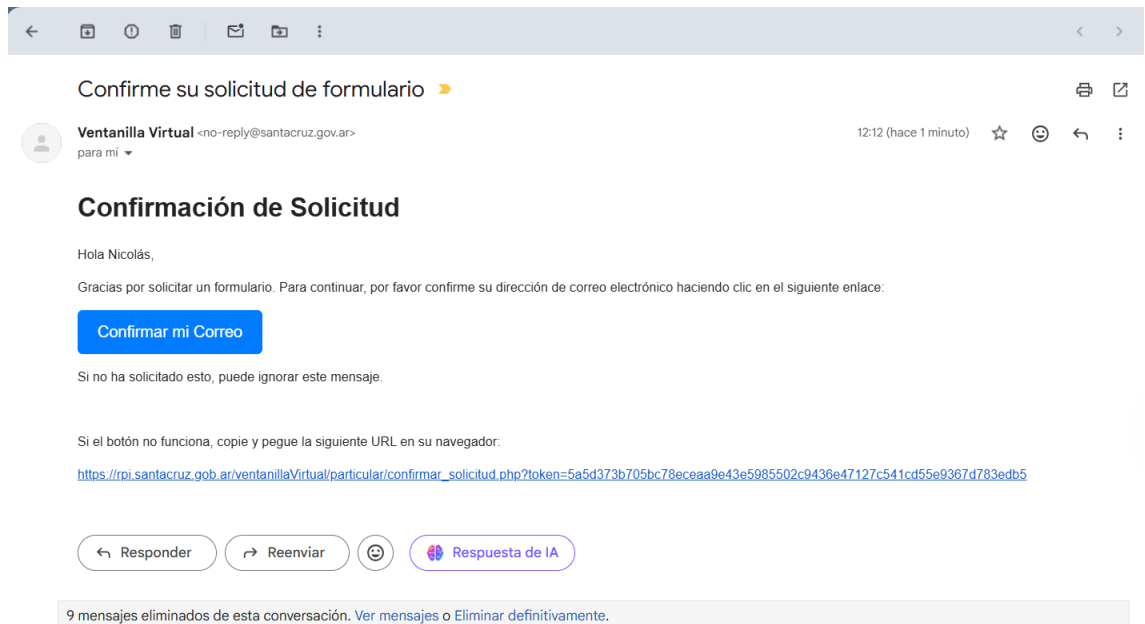 Confirme su solicitud de formulario
Ventanilla Virtual <no-reply@santacruz.gov.ar>
12:12 (hace 1 minuto)
para mí
Confirmación de Solicitud
Hola Nicolás,
Gracias por solicitar un formulario. Para continuar, por favor confirme su dirección de correo electrónico haciendo clic en el siguiente enlace:
Confirmar mi Correo
Si no ha solicitado esto, puede ignorar este mensaje.
Si el botón no funciona, copie y pegue la siguiente URL en su navegador:
https://rpi.santacruz.gob.ar/ventanillaVirtual/particular/confirmar_solicitud.php?token=5a5d373b705bc78eceaa9e43e5985502c9436e47127c541cd55e9367d783edb5
Responder
Reenviar
Respuesta de IA
9 mensajes eliminados de esta conversación. Ver mensajes o Eliminar definitivamente.